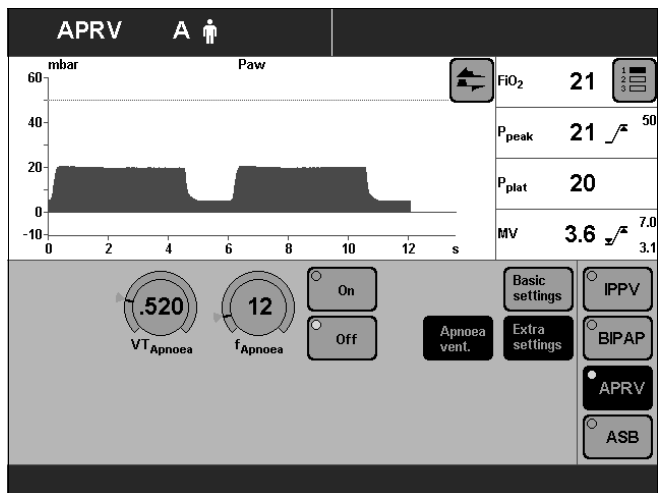 APRV A
mbar Paw
60
40
20
0
-10
0 2 4 6 8 10 12 s
FiO2 21
1
2
3
Ppeak 21 50
Pplat 20
MV 3.6 7.0
3.1
.520
VTApnoea
12
fApnoea
On
Off
Apnoea
vent.
Basic
settings
Extra
settings
IPPV
BIPAP
APRV
ASB